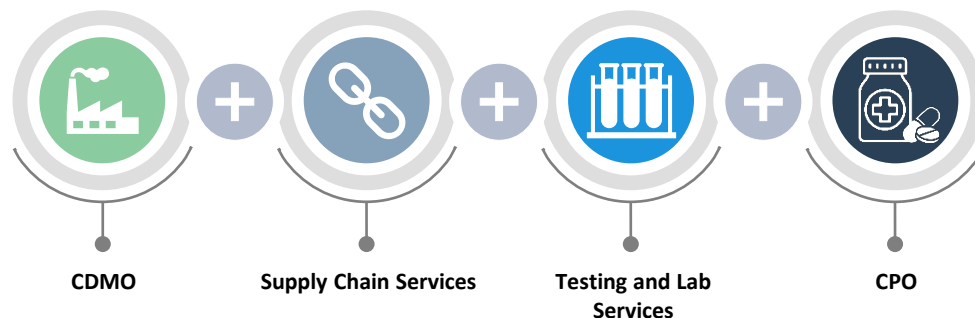 CDMO
Supply Chain Services
Testing and Lab
Services
CPO